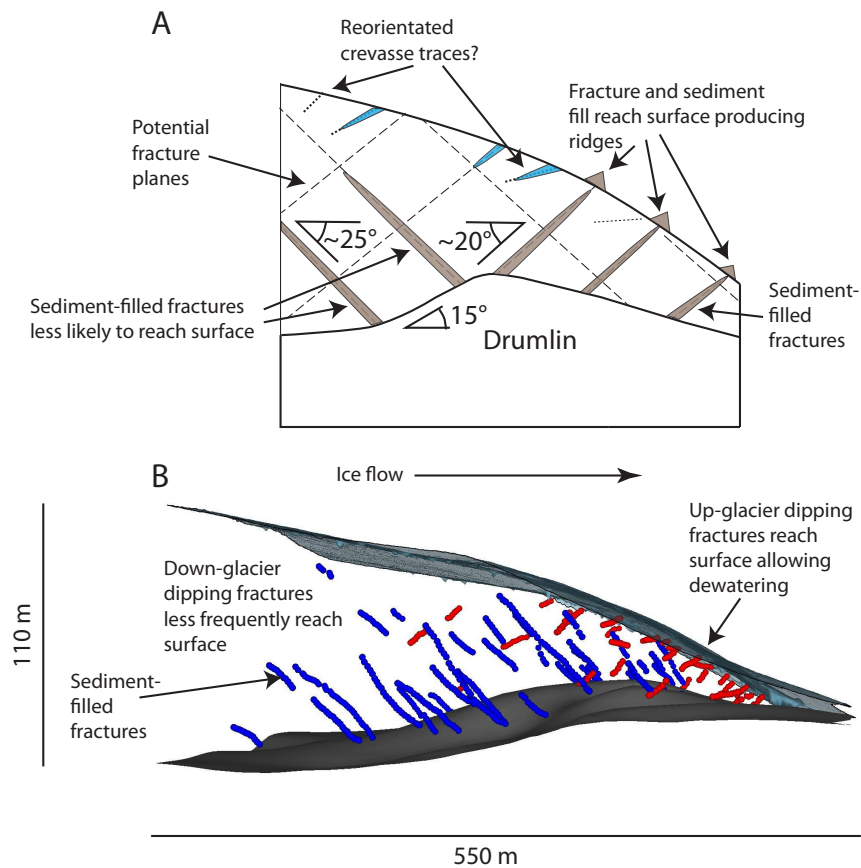 A
Reorientated
crevasse traces?
Fracture and sediment
fill reach surface producing
ridges
Potential
fracture
planes
~25°
~20°
Sediment-filled fractures
less likely to reach surface
15°
Drumlin
Sediment-
filled
fractures
B
Ice flow
Up-glacier dipping
fractures reach
surface allowing
dewatering
Down-glacier
dipping fractures
less frequently reach
surface
110 m
Sediment-
filled
fractures
550 m